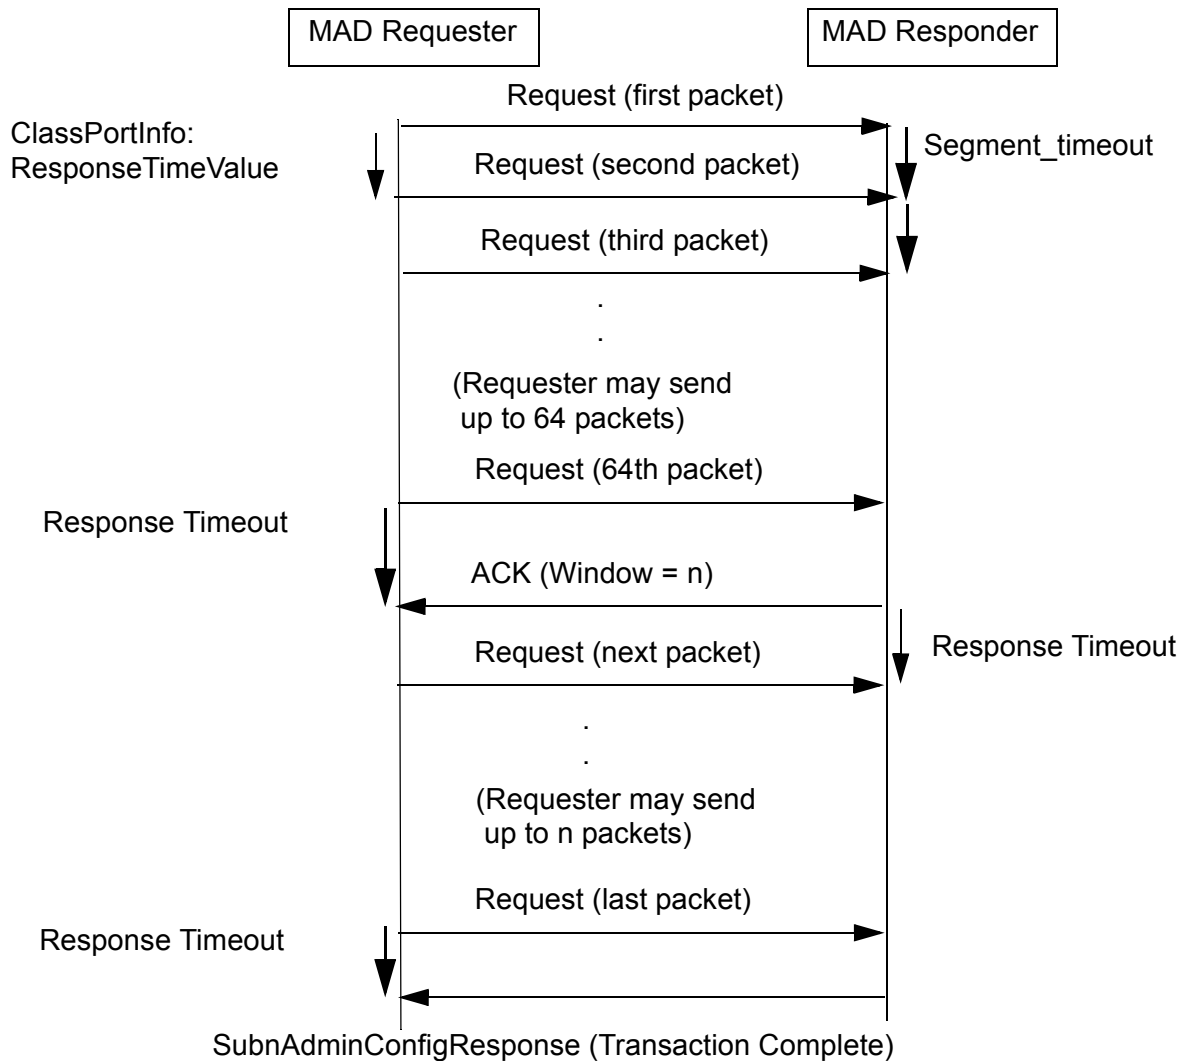 MAD Requester
MAD Responder
Request (first packet)
ClassPortInfo:
ResponseTimeValue
Segment_timeout
Request (second packet)
Request (third packet)
.
.
(Requester may send
up to 64 packets)
Request (64th packet)
Response Timeout
ACK (Window = n)
Response Timeout
Request (next packet)
.
.
(Requester may send
up to n packets)
Request (last packet)
Response Timeout
SubnAdminConfigResponse (Transaction Complete)